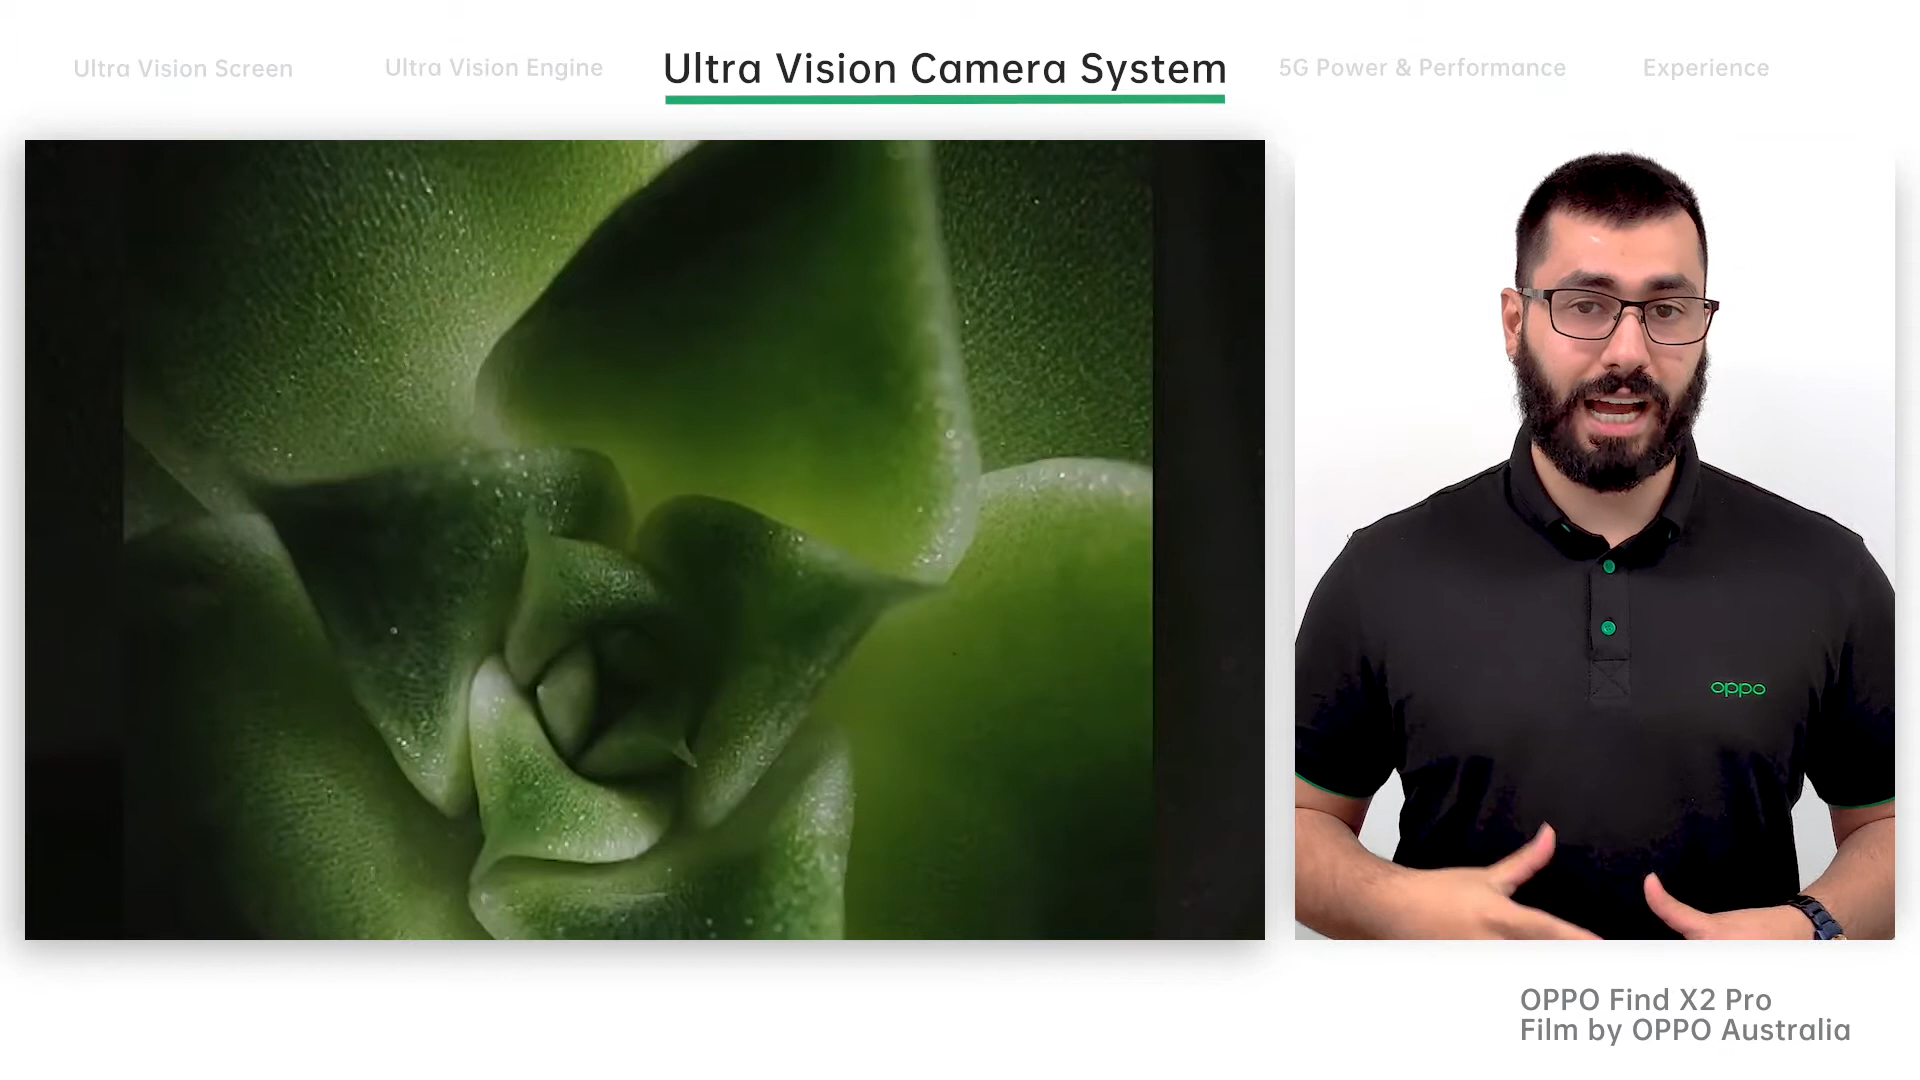 Ultra Vision Screen
Ultra Vision Engine
Ultra Vision Camera System
5G Power & Performance
Experience
oppo
OPPO Find X2 Pro
Film by OPPO Australia